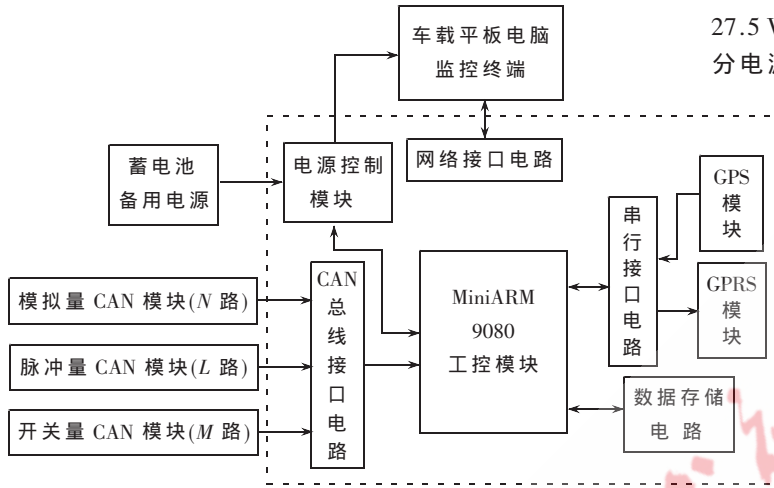 27.5
分电
车载平板电脑
监控终端
蓄电池
备用电源
电源控制
模块
网络接口电路
GPS
模
块
串
行
接
口
电
路
GPRS
模
块
CAN
总
线
接
口
电
路
MiniARM
9080
工控模块
模拟量 CAN 模块(N 路)
脉冲量 CAN 模块(L 路)
开关量 CAN 模块(M 路)
数据存储
电 路